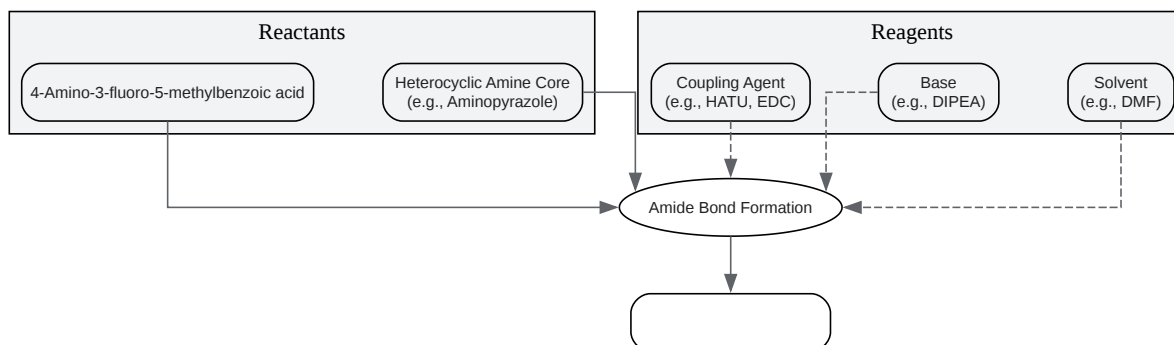 Reactants
Reagents
4-Amino-3-fluoro-5-methylbenzoic acid
Heterocyclic Amine Core
(e.g., Aminopyrazole)
Coupling Agent
(e.g., HATU, EDC)
Base
(e.g., DIPEA)
Solvent
(e.g., DMF)
Amide Bond Formation